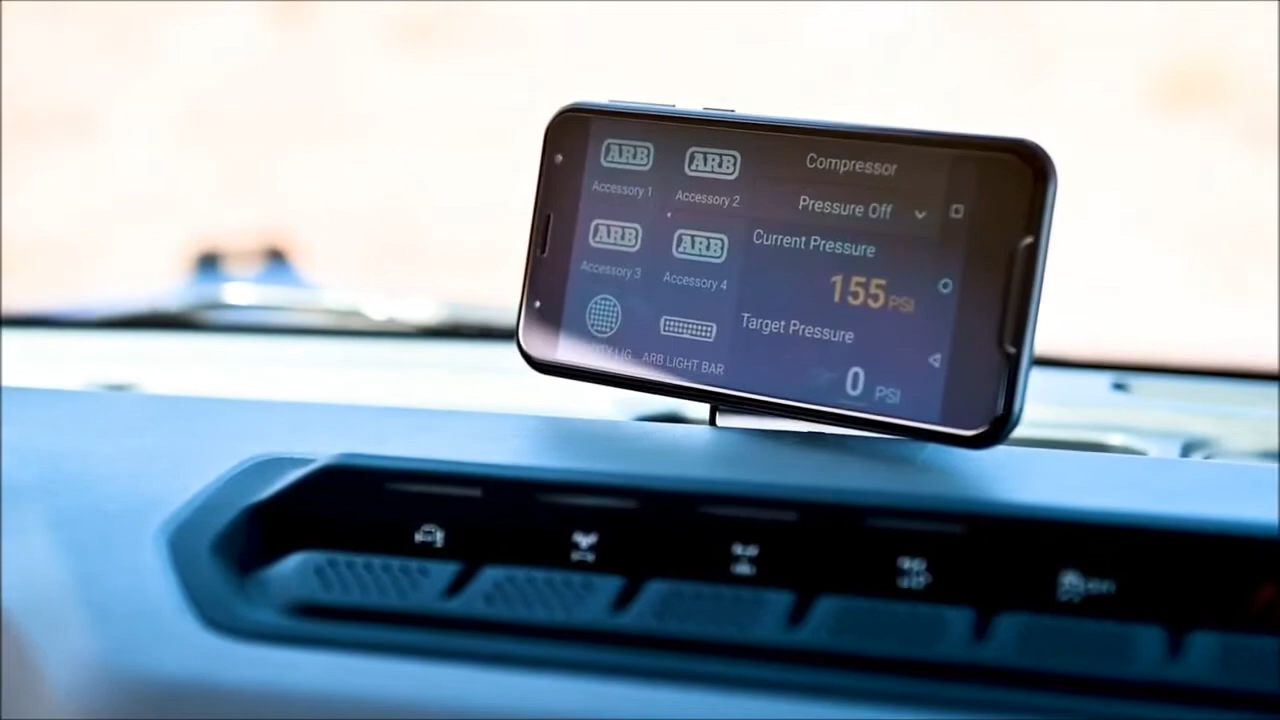 ARB ARB Compressor
Accessory 1 Accessory 2 Pressure Off
ARB ARB Current Pressure
Accessory 3 Accessory 4 155 PSI
Target Pressure
ARB LIGHT BAR
0 PSI